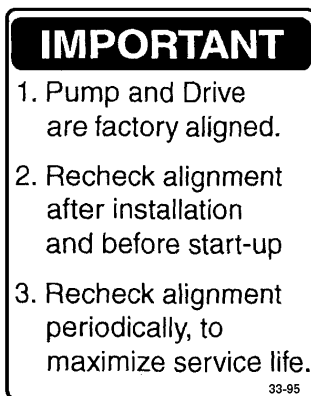 IMPORTANT
1. Pump and Drive
are factory aligned.
2. Recheck alignment
after installation
and before start-up
3. Recheck alignment
periodically, to
maximize service life.
33-95